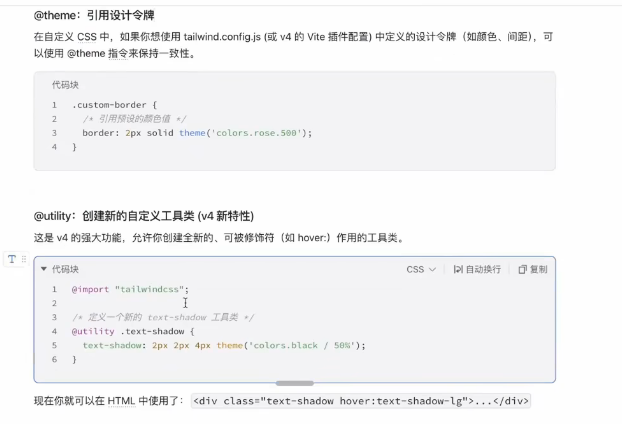 @theme：引用设计令牌
在自定义 CSS 中，如果你想使用 tailwind.config.js (或 v4 的 Vite 插件配置) 中定义的设计令牌（如颜色、间距），可
以使用 @theme 指令来保持一致性。
代码块
1 .custom-border {
2 /* 引用预设的颜色值 */
3 border: 2px solid theme('colors.rose.500');
4 }
@utility：创建新的自定义工具类 (v4 新特性)
这是 v4 的强大功能，允许你创建全新的、可被修饰符（如 hover:）作用的工具类。
T
代码块 CSS 自动换行 复制
1 @import "tailwindcss";
2
3 /* 定义一个新的 text-shadow 工具类 */
4 @utility .text-shadow {
5 text-shadow: 2px 2px 4px theme('colors.black / 50%');
6 }
现在你就可以在 HTML 中使用了： <div class="text-shadow hover:text-shadow-lg">...</div>